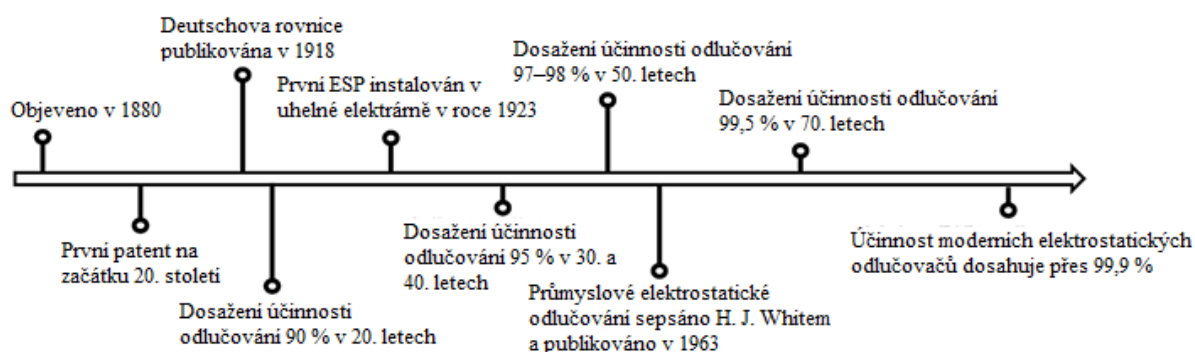 Deutschova rovnice
publikována v 1918
Dosažení účinnosti odlučování
97–98 % v 50. letech
První ESP instalován v
uhelné elektrárně v roce 1923
Objeveno v 1880
Dosažení účinnosti odlučování
99,5 % v 70. letech
První patent na
začátku 20. století
Dosažení účinnosti
odlučování 90 % v 20. letech
Dosažení účinnosti
odlučování 95 % v 30. a
40. letech
Průmyslové elektrostatické
odlučování sepsáno H. J. Whitem
a publikováno v 1963
Účinnost moderních elektrostatických
odlučovačů dosahuje přes 99,9 %